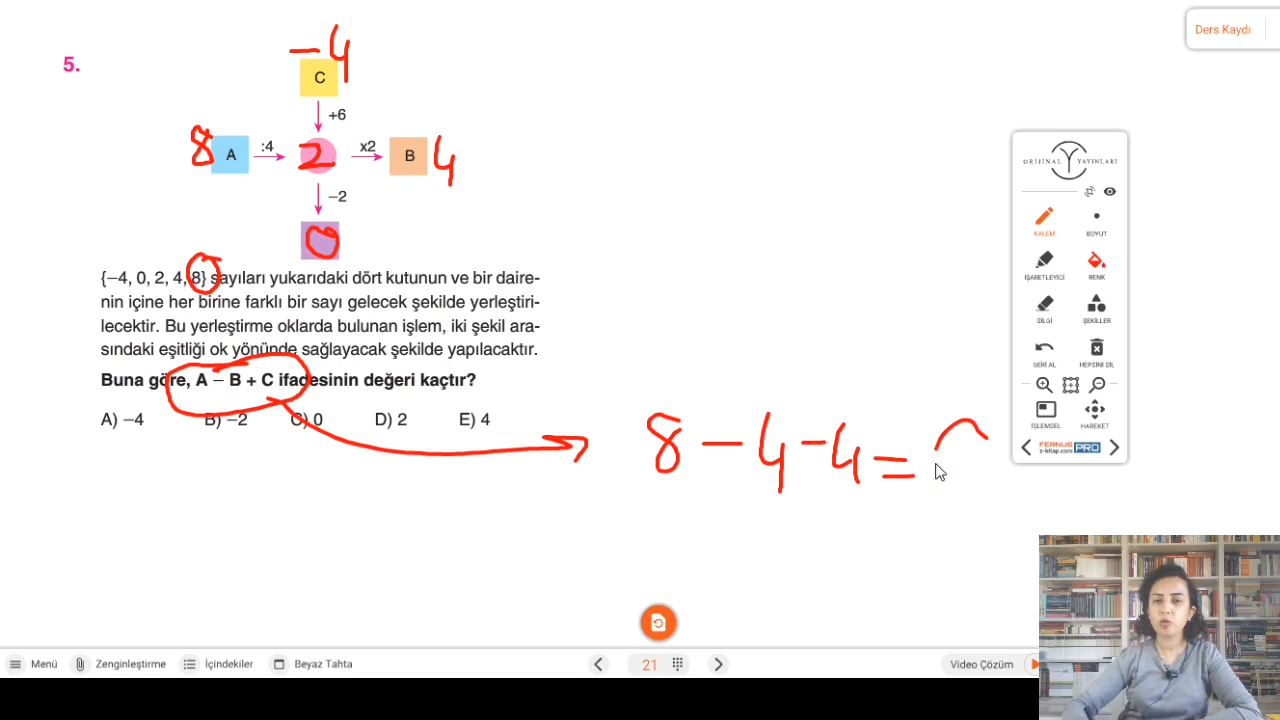 Ders Kaydı
5.
−4
C
+6
8 A :4 2 x2 B 4
−2
0
{−4, 0, 2, 4, 8} sayıları yukarıdaki dört kutunun ve bir daire-
nin içine her birine farklı bir sayı gelecek şekilde yerleştiri-
lecektir. Bu yerleştirme oklarda bulunan işlem, iki şekil ara-
sındaki eşitliği ok yönünde sağlayacak şekilde yapılacaktır.
Buna göre, A − B + C ifadesinin değeri kaçtır?
A) −4 B) −2 C) 0 D) 2 E) 4
8 − 4 − 4 =
ORİJİNAL YAYINLARI
KALEM BOYUT
İŞARETLEYİCİ RENK
SİLGİ ŞEKİLLER
GERİ AL HEPSİNİ SİL
İŞLEMSEL HAREKET
FERNUS PRO
z-kitap.com
Menü Zenginleştirme İçindekiler Beyaz Tahta 21 Video Çözüm